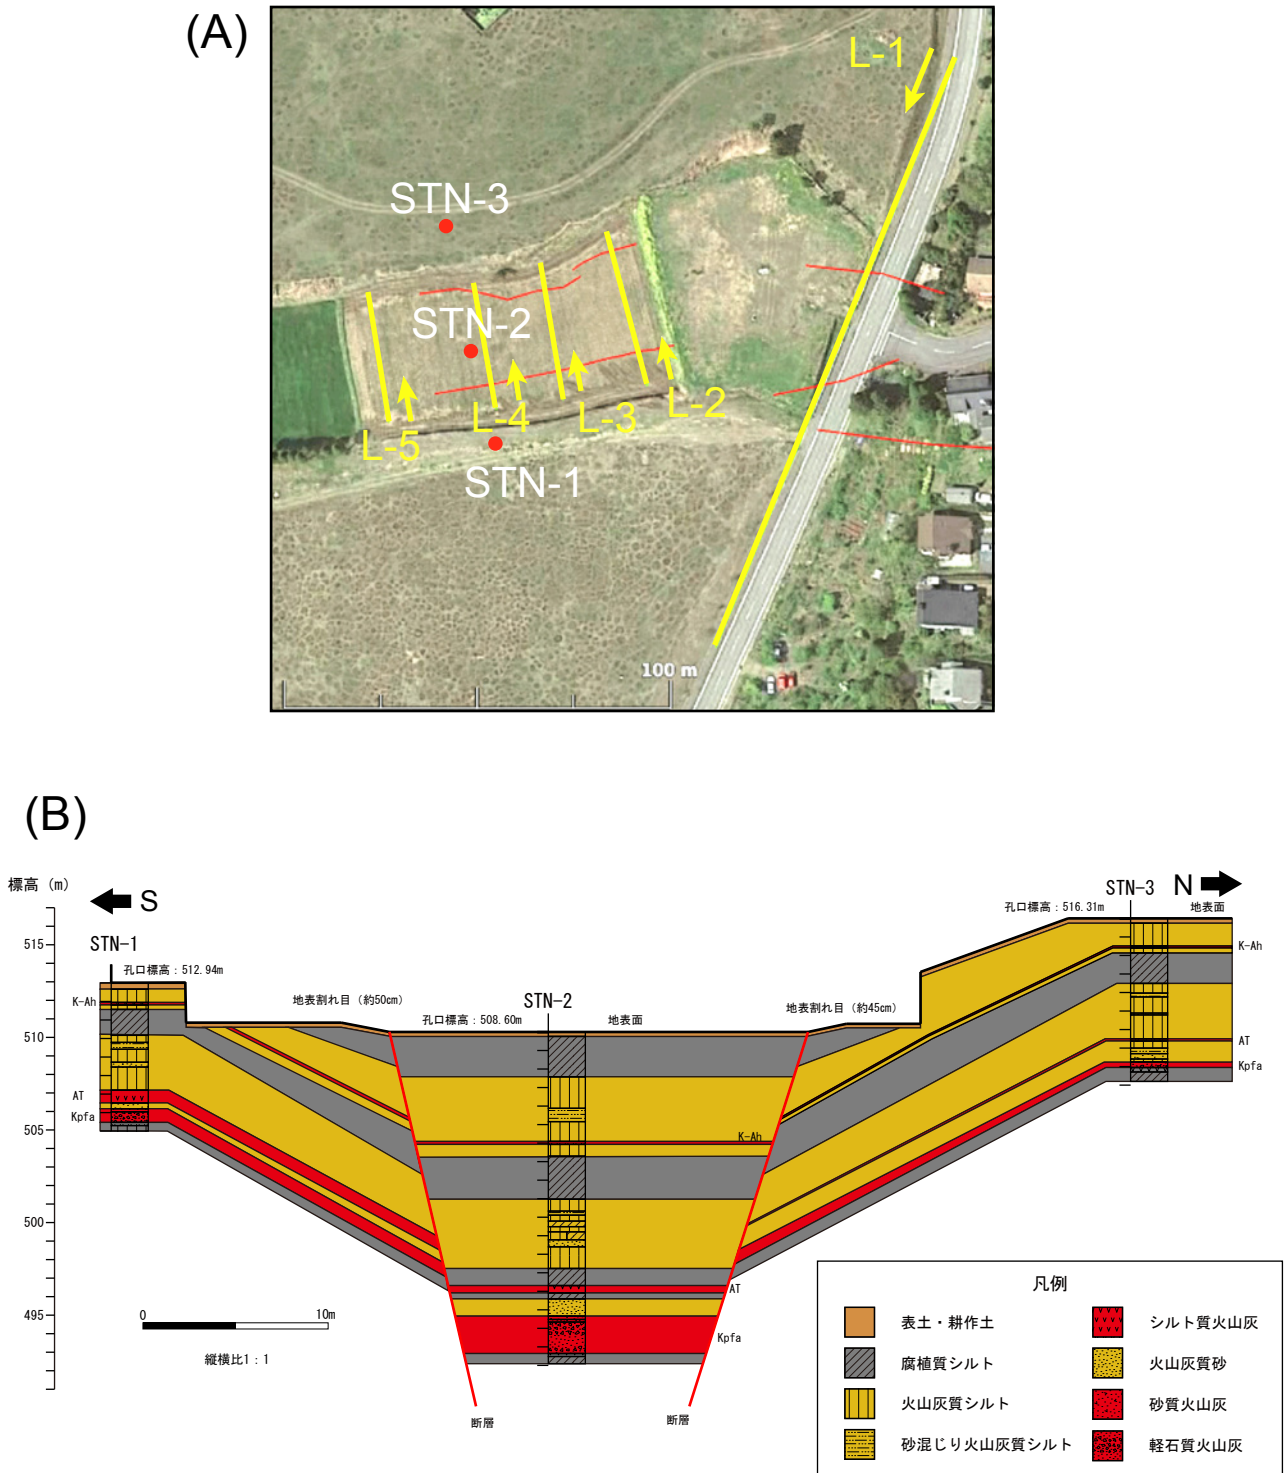 (A)
L-1
STN-3
STN-2
L-5
L-4
L-3
L-2
STN-1
100 m
(B)
標高 (m)
S
N
STN-3
孔口標高：516.31m
地表面
515
STN-1
孔口標高：512.94m
K-Ah
K-Ah
地表割れ目 (約50cm)
STN-2
地表割れ目 (約45cm)
孔口標高：508.60m
地表面
510
AT
Kpfa
AT
Kpfa
505
K-Ah
500
AT
495
Kpfa
0
10m
縦横比1：1
断層
断層
凡例
表土・耕作土
シルト質火山灰
腐植質シルト
火山灰質砂
火山灰質シルト
砂質火山灰
砂混じり火山灰質シルト
軽石質火山灰